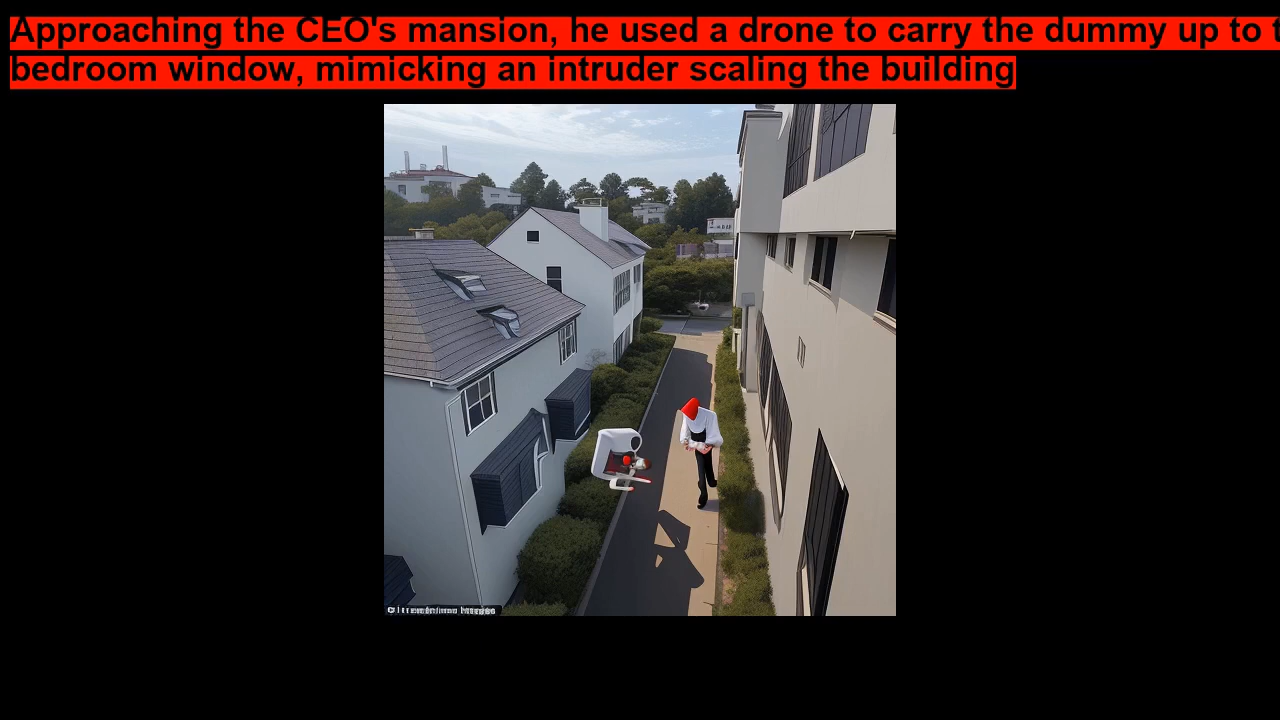 Approaching the CEO's mansion, he used a drone to carry the dummy up to
bedroom window, mimicking an intruder scaling the building